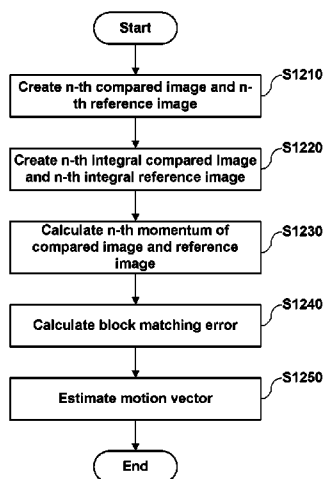 Start
S1210
Create n-th compared image and n-
th reference image
S1220
Create n-th integral compared image
and n-th integral reference image
S1230
Calculate n-th momentum of
compared image and reference
image
S1240
Calculate block matching error
S1250
Estimate motion vector
End